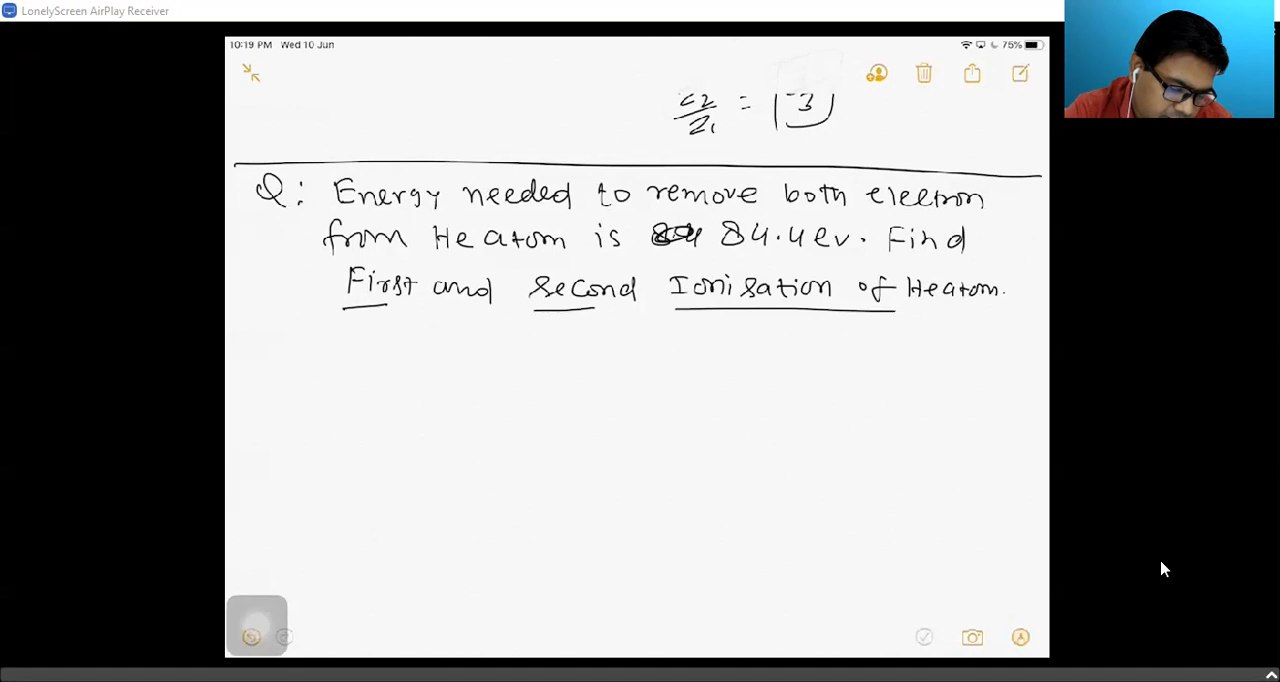 LonelyScreen AirPlay Receiver
10:19 PM Wed 10 Jun
75%
Z2/Z1 = 3
Q: Energy needed to remove both electron
from He atom is 84.4 ev. Find
First and second Ionisation of He atom.